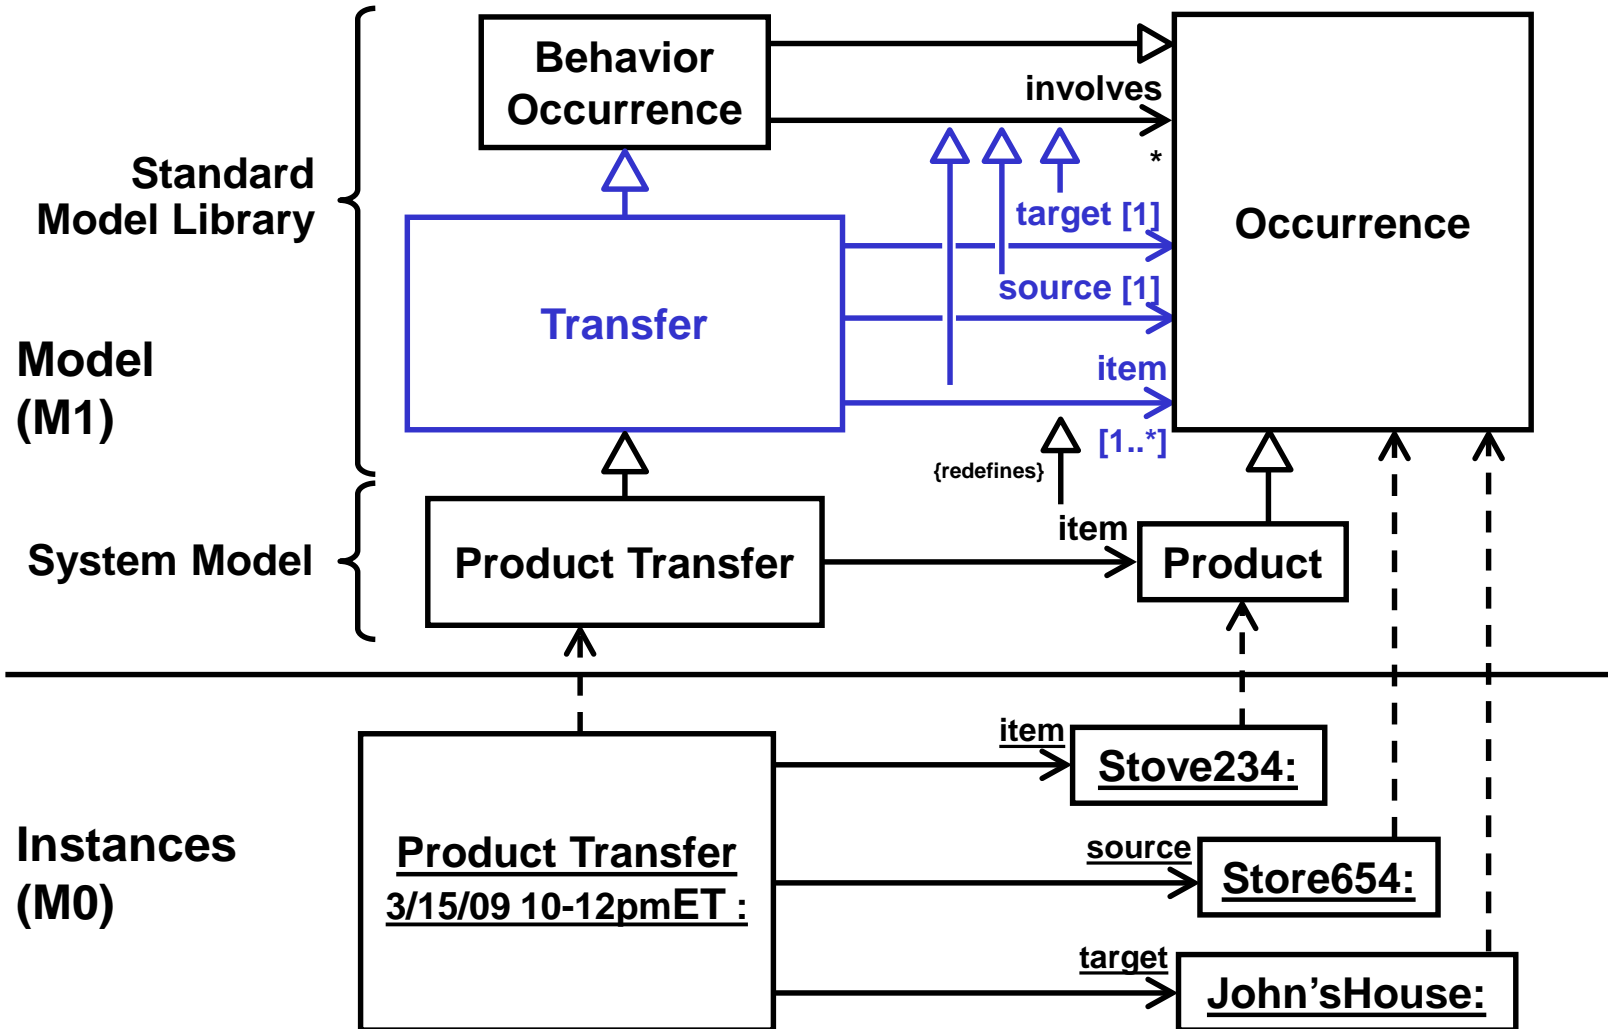 Behavior
Occurrence
involves
*
Standard
Model Library
target [1]
Occurrence
source [1]
Transfer
Model
(M1)
item
[1..*]
{redefines}
item
System Model
Product Transfer
Product
item
Stove234:
Instances
(M0)
Product Transfer
3/15/09 10-12pmET :
source
Store654:
target
John’sHouse: